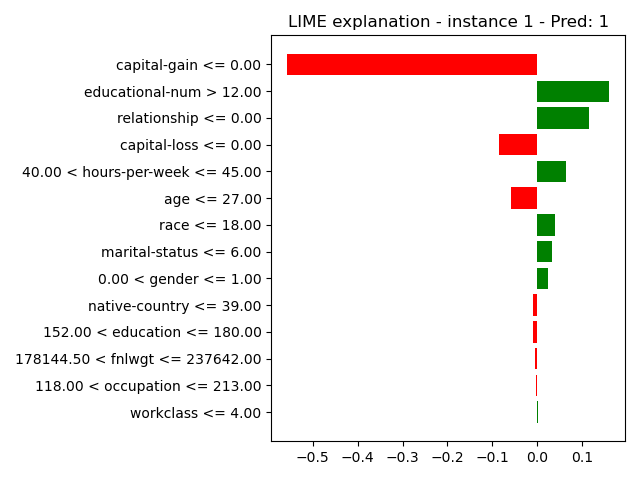 LIME explanation - instance 1 - Pred: 1
capital-gain <= 0.00
educational-num > 12.00
relationship <= 0.00
capital-loss <= 0.00
40.00 < hours-per-week <= 45.00
age <= 27.00
race <= 18.00
marital-status <= 6.00
0.00 < gender <= 1.00
native-country <= 39.00
152.00 < education <= 180.00
178144.50 < fnlwgt <= 237642.00
118.00 < occupation <= 213.00
workclass <= 4.00
−0.5 −0.4 −0.3 −0.2 −0.1 0.0 0.1